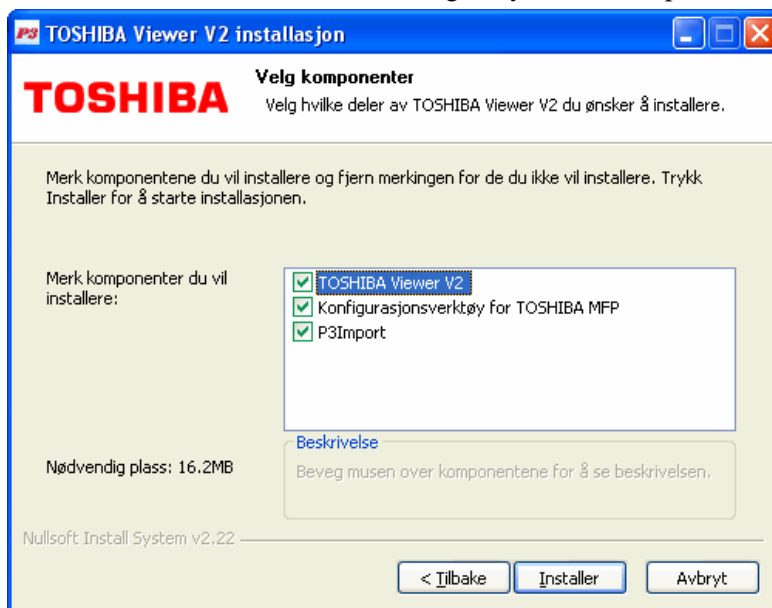 P3 TOSHIBA Viewer V2 installasjon
TOSHIBA
Velg komponenter
Velg hvilke deler av TOSHIBA Viewer V2 du ønsker å installere.
Merk komponentene du vil installere og fjern merkingen for de du ikke vil installere. Trykk
Installer for å starte installasjonen.
Merk komponenter du vil
installere:
TOSHIBA Viewer V2
Konfigurasjonsverktøy for TOSHIBA MFP
P3Import
Beskrivelse
Beveg musen over komponentene for å se beskrivelsen.
Nødvendig plass: 16.2MB
Nullsoft Install System v2.22
< Tilbake
Installer
Avbryt